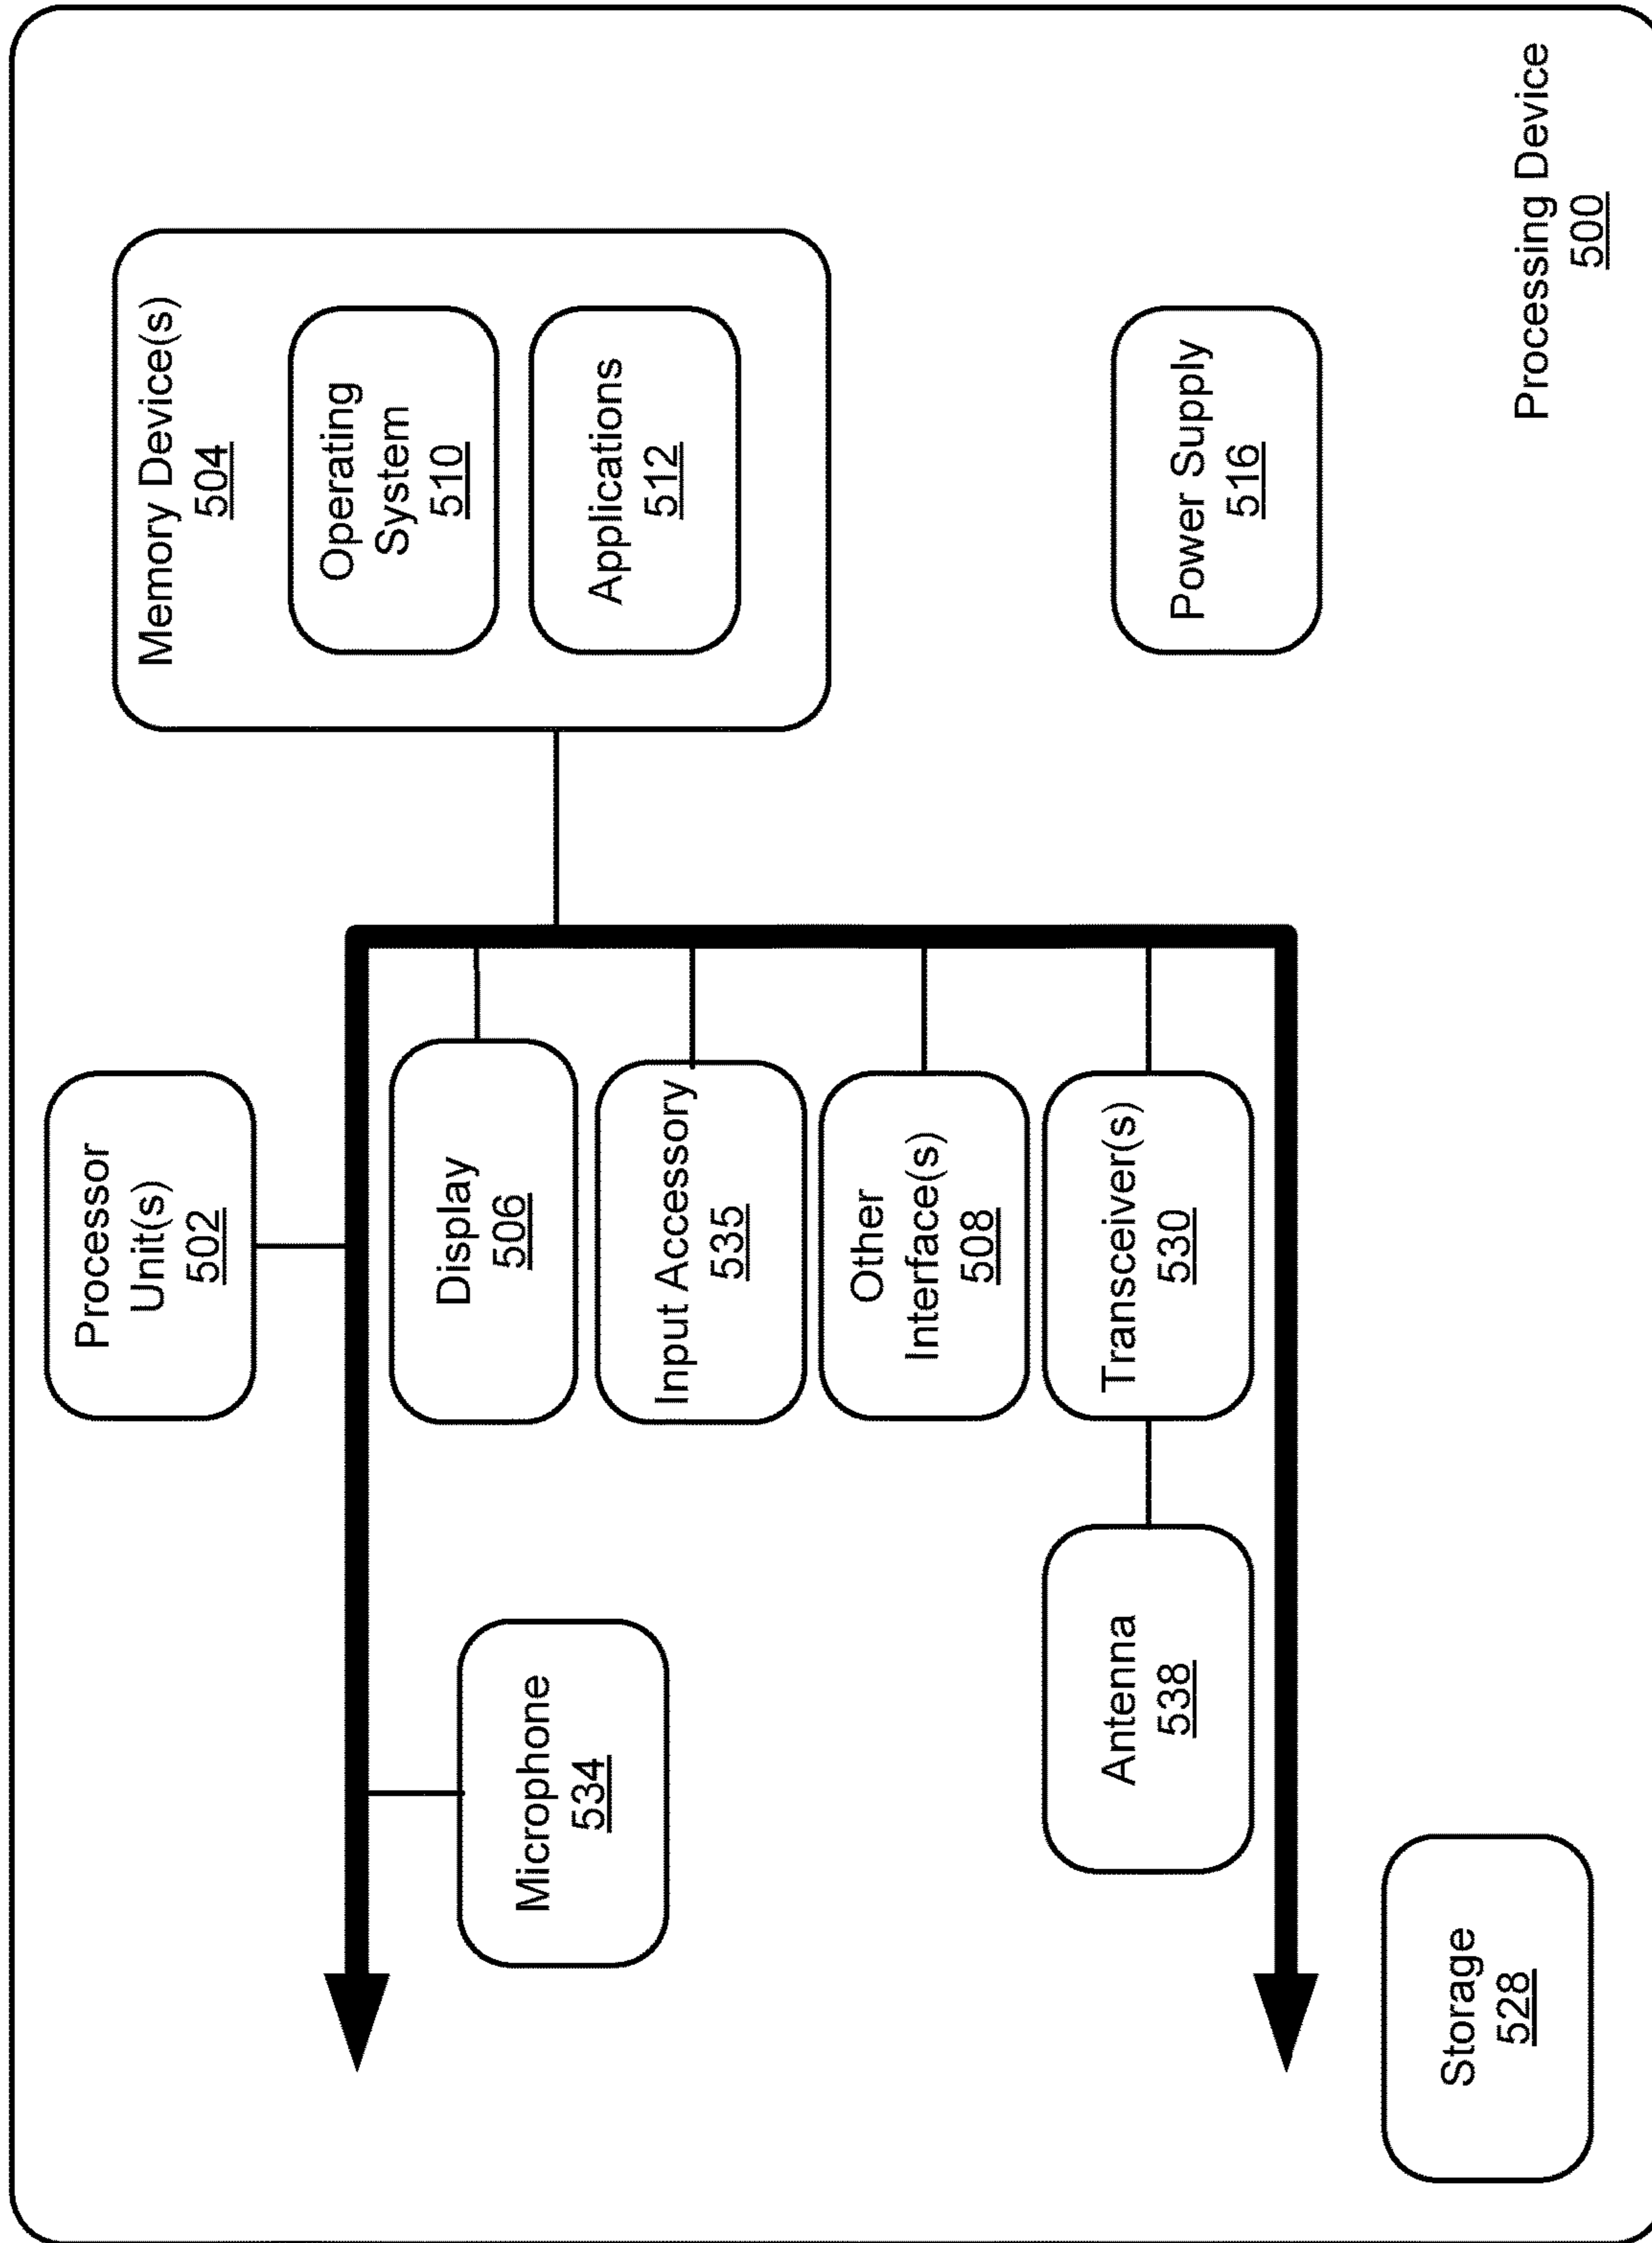 Processor
Unit(s)
502
Memory Device(s)
504
Operating
System
510
Applications
512
Display
506
Microphone
534
Input Accessory
535
Other
Interface(s)
508
Antenna
538
Transceiver(s)
530
Power Supply
516
Storage
528
Processing Device
500